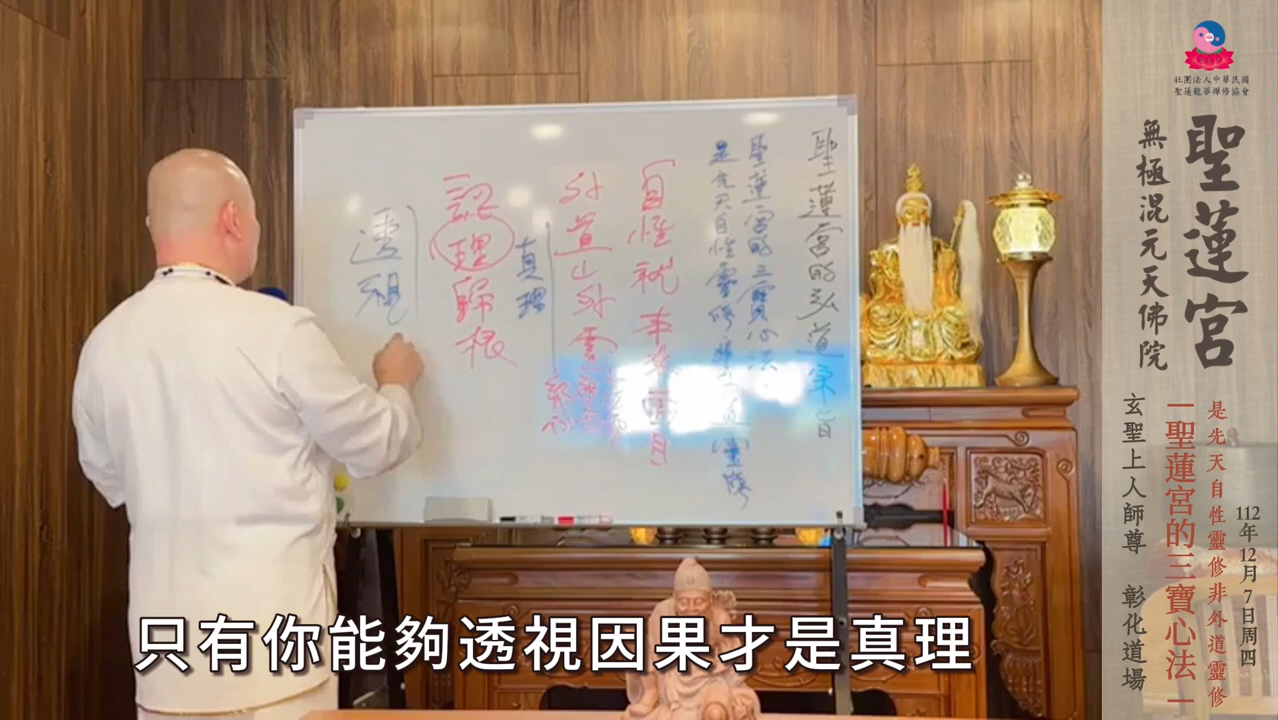 聖蓮宮的弘道宗旨
聖蓮宮的三寶心法
是先天自性靈修
自性就
外道山外
真理
認理歸根
透視
只有你能夠透視因果才是真理
社團法人中華民國
聖蓮龍華禪修協會
聖蓮宮
無極混元天佛院
112年12月7日周四
是先天自性靈修非外道靈修
—聖蓮宮的三寶心法—
玄聖上人師尊 彰化道場